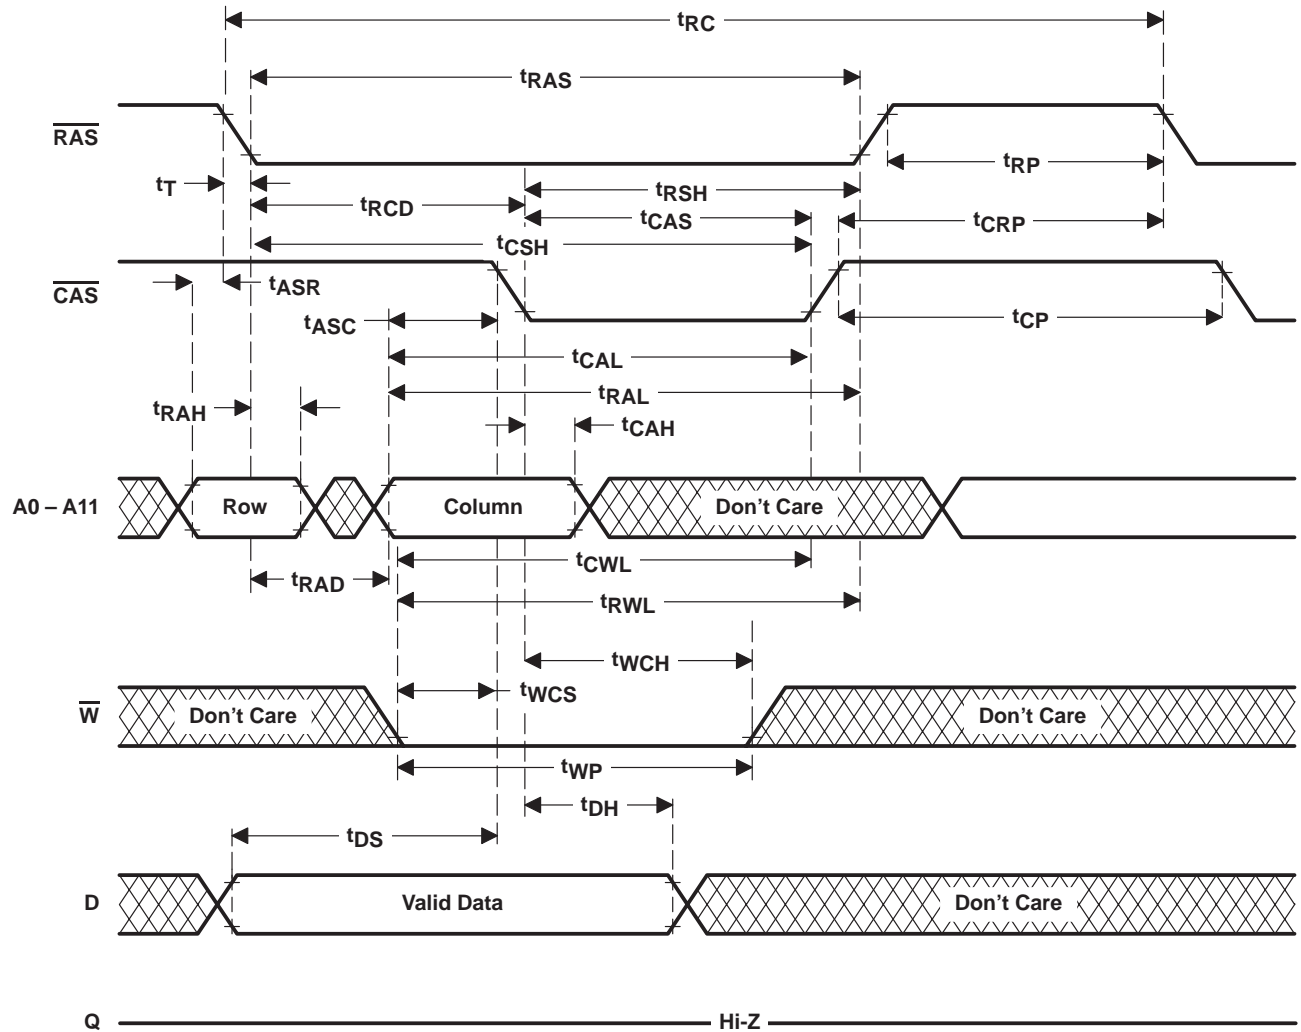 tRC
tRAS
RAS
tRP
tT
tRSH
tRCD
tCAS
tCRP
tCSH
CAS
tASR
tASC
tCP
tCAL
tRAL
tRAH
tCAH
A0 – A11
Row
Column
Don’t Care
tCWL
tRAD
tRWL
tWCH
tWCS
W
Don’t Care
Don’t Care
tWP
tDH
tDS
D
Valid Data
Don’t Care
Q
Hi-Z